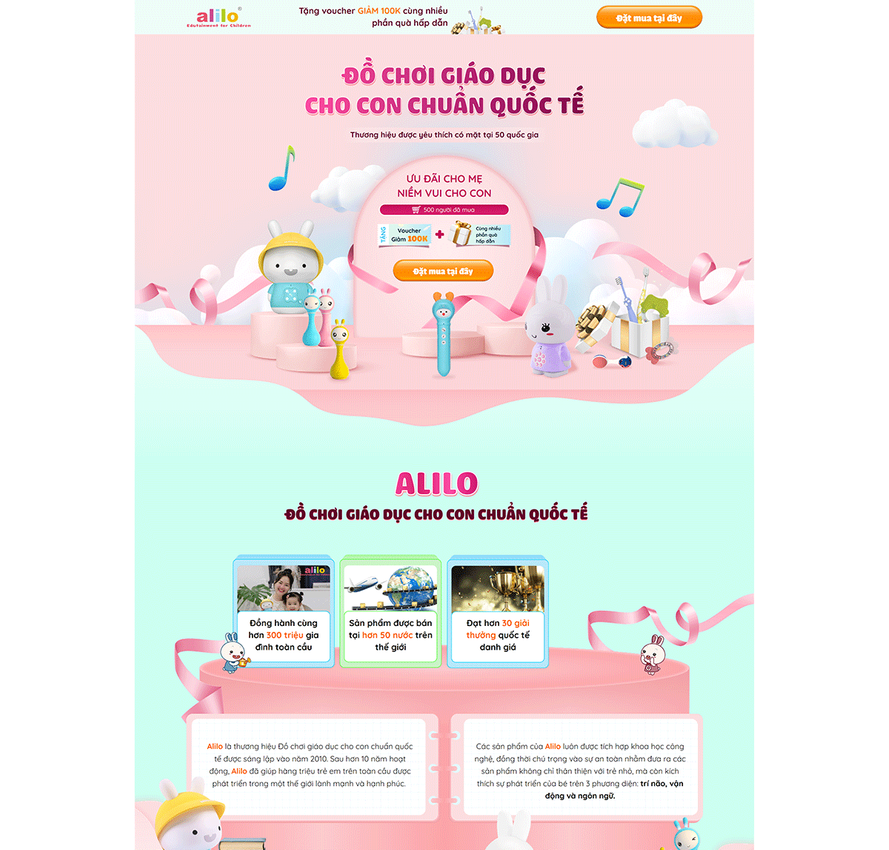 alilo
Edutainment for Children
Tặng voucher GIẢM 100K cùng nhiều
phần quà hấp dẫn
Đặt mua tại đây
ĐỒ CHƠI GIÁO DỤC
CHO CON CHUẨN QUỐC TẾ
Thương hiệu được yêu thích có mặt tại 50 quốc gia
ƯU ĐÃI CHO MẸ
NIỀM VUI CHO CON
500 người đã mua
TẶNG
Voucher
Giảm 100K
+
Cùng nhiều
phần quà
hấp dẫn
Đặt mua tại đây
ALILO
ĐỒ CHƠI GIÁO DỤC CHO CON CHUẨN QUỐC TẾ
alilo
Đồng hành cùng
hơn 300 triệu gia
đình toàn cầu
Sản phẩm được bán
tại hơn 50 nước trên
thế giới
Đạt hơn 30 giải
thưởng quốc tế
danh giá
Alilo là thương hiệu Đồ chơi giáo dục cho con chuẩn quốc
tế được sáng lập vào năm 2010. Sau hơn 10 năm hoạt
động, Alilo đã giúp hàng triệu trẻ em trên toàn cầu được
phát triển trong một thế giới lành mạnh và hạnh phúc.
Các sản phẩm của Alilo luôn được tích hợp khoa học công
nghệ, đồng thời chú trọng vào sự an toàn nhằm đưa ra các
sản phẩm không chỉ thân thiện với trẻ nhỏ, mà còn kích
thích sự phát triển của bé trên 3 phương diện: trí não, vận
động và ngôn ngữ.